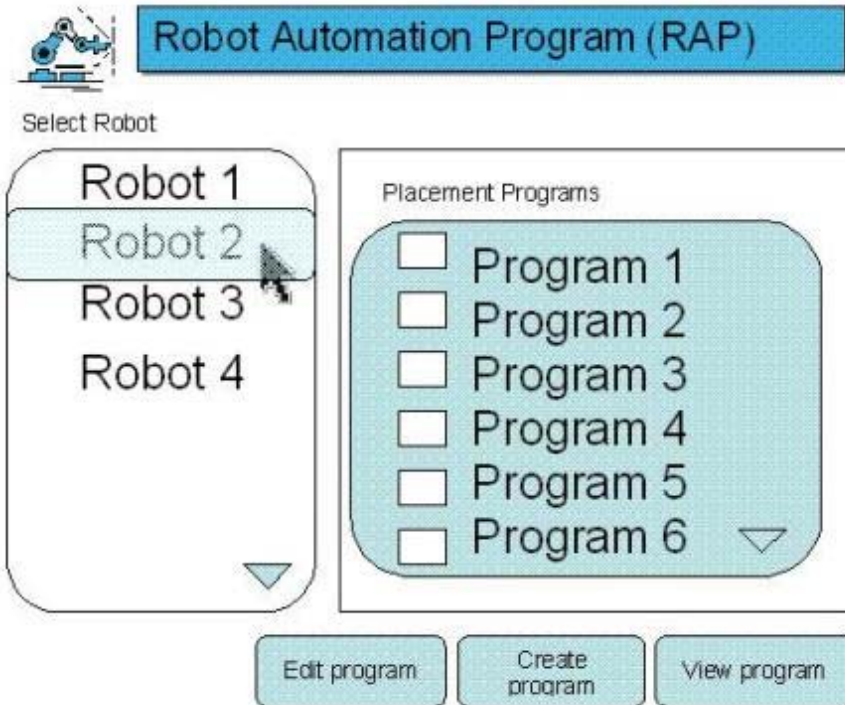 Robot Automation Program (RAP)
Select Robot
Robot 1
Robot 2
Robot 3
Robot 4
Placement Programs
Program 1
Program 2
Program 3
Program 4
Program 5
Program 6
Edit program
Create
program
View program